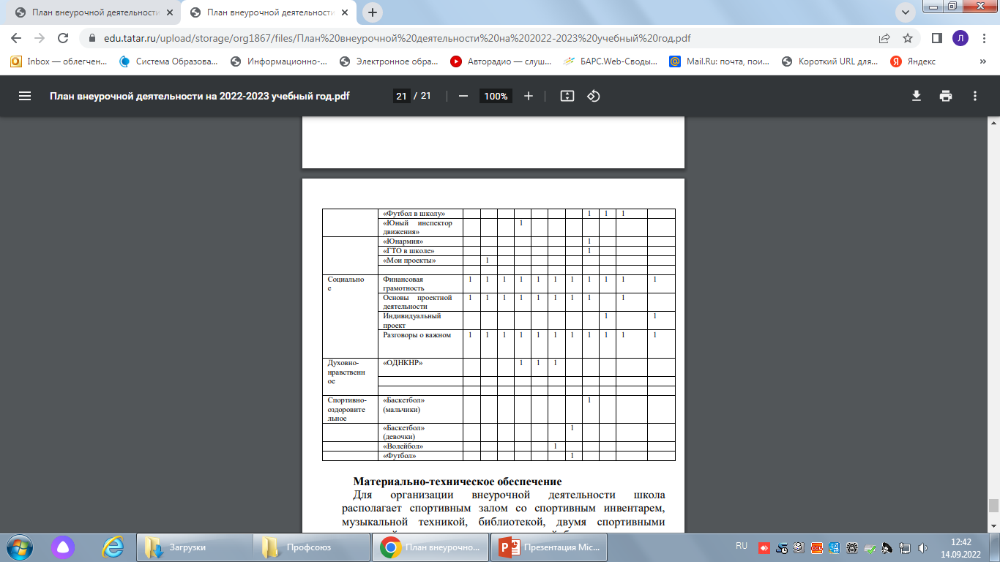 План внеурочной деятельности
План внеурочной деятельности
edu.tatar.ru/upload/storage/org1867/files/План%20внеурочной%20деятельности%20на%202022-2023%20учебный%20год.pdf
Л
Inbox — облегчен...
Система Образова...
Информационно-...
Электронное обра...
Авторадио — слуш...
БАРС.Web-Своды...
Mail.Ru: почта, пои...
Короткий URL для...
Яндекс
»
План внеурочной деятельности на 2022-2023 учебный год.pdf
21 / 21
100%
«Футбол в школу» 1 1 1
«Юный инспектор 1
движения»
«Юнармия» 1
«ГТО в школе» 1
«Мои проекты» 1
Социально Финансовая 1 1 1 1 1 1 1 1 1 1 1
е грамотность
Основы проектной 1 1 1 1 1 1 1 1 1
деятельности
Индивидуальный 1 1
проект
Разговоры о важном 1 1 1 1 1 1 1 1 1 1 1
Духовно- «ОДНКНР» 1 1 1
нравственн
ое
Спортивно- «Баскетбол» 1
оздоровите (мальчики)
льное
«Баскетбол» 1
(девочки)
«Волейбол» 1
«Футбол» 1
Материально-техническое обеспечение
Для организации внеурочной деятельности школа
располагает спортивным залом со спортивным инвентарем,
музыкальной техникой, библиотекой, двумя спортивными
Загрузки
Профсоюз
План внеурочно...
Презентация Mic...
RU
12:42
14.09.2022